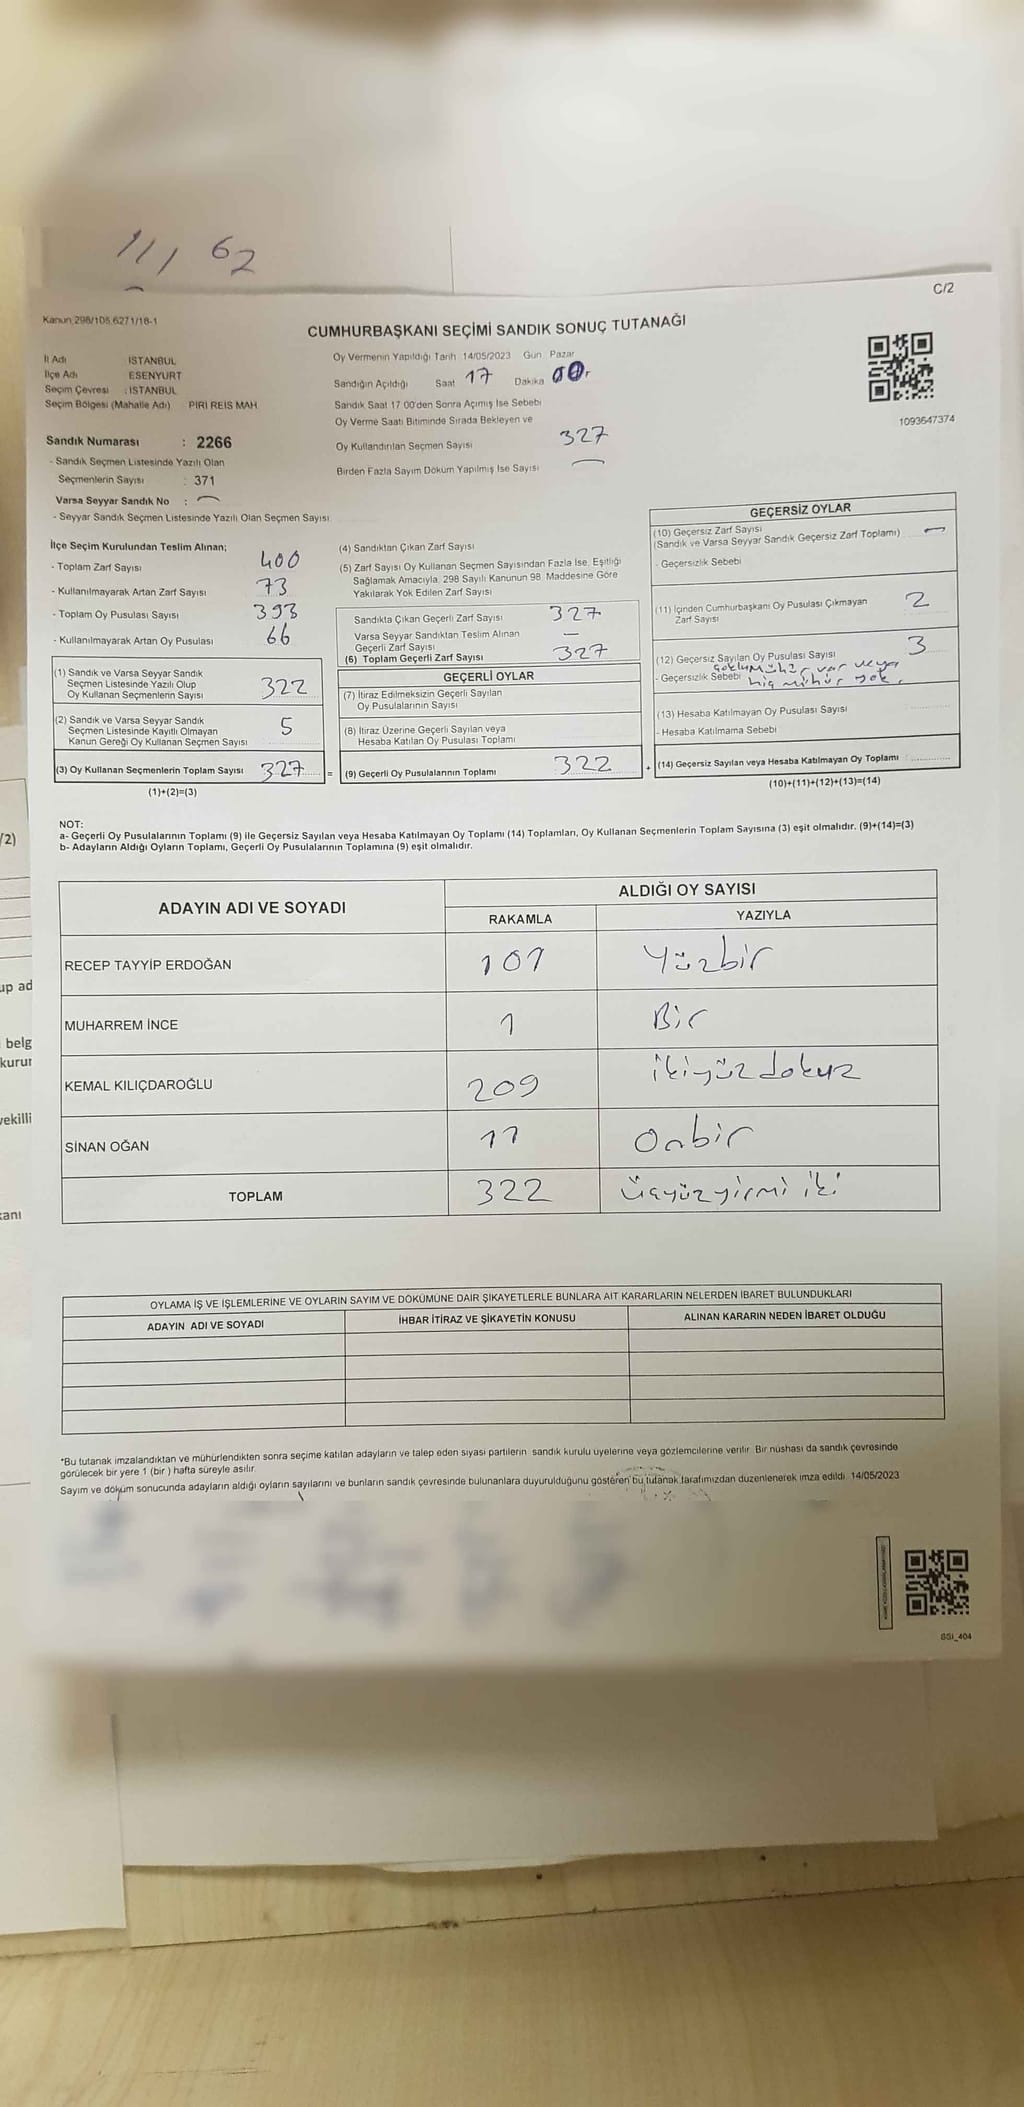 11, 62
C/2
Kanun 298/105,6271/18-1
CUMHURBAŞKANI SEÇİMİ SANDIK SONUÇ TUTANAĞI
İl Adı : İSTANBUL
İlçe Adı : ESENYURT
Seçim Çevresi : İSTANBUL
Seçim Bölgesi (Mahalle Adı) : PİRİ REİS MAH.
Sandık Numarası : 2266
- Sandık Seçmen Listesinde Yazılı Olan
Seçmenlerin Sayısı : 371
Varsa Seyyar Sandık No : —
- Seyyar Sandık Seçmen Listesinde Yazılı Olan Seçmen Sayısı
Oy Vermenin Yapıldığı Tarih 14/05/2023 Gün Pazar
Sandığın Açıldığı Saat 17 Dakika 00
Sandık Saat 17:00'den Sonra Açımış İse Sebebi
Oy Verme Saati Bitiminde Sırada Bekleyen ve
Oy Kullandırılan Seçmen Sayısı 327
Birden Fazla Sayım Döküm Yapılmış İse Sayısı —
1093647374
İlçe Seçim Kurulundan Teslim Alınan;
- Toplam Zarf Sayısı 400
- Kullanılmayarak Artan Zarf Sayısı 73
- Toplam Oy Pusulası Sayısı 393
- Kullanılmayarak Artan Oy Pusulası 66
(1) Sandık ve Varsa Seyyar Sandık
Seçmen Listesinde Yazılı Olup
Oy Kullanan Seçmenlerin Sayısı 322
(2) Sandık ve Varsa Seyyar Sandık
Seçmen Listesinde Kayıtlı Olmayan
Kanun Gereği Oy Kullanan Seçmen Sayısı 5
(3) Oy Kullanan Seçmenlerin Toplam Sayısı 327 =
(1)+(2)=(3)
(4) Sandıktan Çıkan Zarf Sayısı
(5) Zarf Sayısı Oy Kullanan Seçmen Sayısından Fazla İse, Eşitliği
Sağlamak Amacıyla, 298 Sayılı Kanunun 98. Maddesine Göre
Yakılarak Yok Edilen Zarf Sayısı
Sandıkta Çıkan Geçerli Zarf Sayısı 327
Varsa Seyyar Sandıktan Teslim Alınan
Geçerli Zarf Sayısı —
(6) Toplam Geçerli Zarf Sayısı 327
GEÇERLİ OYLAR
(7) İtiraz Edilmeksizin Geçerli Sayılan
Oy Pusulalarının Sayısı
(8) İtiraz Üzerine Geçerli Sayılan veya
Hesaba Katılan Oy Pusulası Toplamı
(9) Geçerli Oy Pusulalarının Toplamı 322 +
GEÇERSİZ OYLAR
(10) Geçersiz Zarf Sayısı
(Sandık ve Varsa Seyyar Sandık Geçersiz Zarf Toplamı) —
- Geçersizlik Sebebi
(11) İçinden Cumhurbaşkanı Oy Pusulası Çıkmayan
Zarf Sayısı 2
(12) Geçersiz Sayılan Oy Pusulası Sayısı 3
- Geçersizlik Sebebi çoklu mühür var veya
hiç mühür yok.
(13) Hesaba Katılmayan Oy Pusulası Sayısı
- Hesaba Katılmama Sebebi
(14) Geçersiz Sayılan veya Hesaba Katılmayan Oy Toplamı
(10)+(11)+(12)+(13)=(14)
NOT:
a- Geçerli Oy Pusulalarının Toplamı (9) ile Geçersiz Sayılan veya Hesaba Katılmayan Oy Toplamı (14) Toplamları, Oy Kullanan Seçmenlerin Toplam Sayısına (3) eşit olmalıdır. (9)+(14)=(3)
b- Adayların Aldığı Oyların Toplamı, Geçerli Oy Pusulalarının Toplamına (9) eşit olmalıdır.
ADAYIN ADI VE SOYADI
ALDIĞI OY SAYISI
RAKAMLA YAZIYLA
RECEP TAYYİP ERDOĞAN 101 Yüzbir
MUHARREM İNCE 1 Bir
KEMAL KILIÇDAROĞLU 209 ikiyüz dokuz
SİNAN OĞAN 11 Onbir
TOPLAM 322 üçyüzyirmi iki
OYLAMA İŞ VE İŞLEMLERİNE VE OYLARIN SAYIM VE DÖKÜMÜNE DAİR ŞİKAYETLERLE BUNLARA AİT KARARLARIN NELERDEN İBARET BULUNDUKLARI
ADAYIN ADI VE SOYADI İHBAR İTİRAZ VE ŞİKAYETİN KONUSU ALINAN KARARIN NEDEN İBARET OLDUĞU
*Bu tutanak imzalandıktan ve mühürlendikten sonra seçime katılan adayların ve talep eden siyasi partilerin sandık kurulu üyelerine veya gözlemcilerine verilir. Bir nüshası da sandık çevresinde
görülecek bir yere 1 (bir ) hafta süreyle asılır.
Sayım ve döküm sonucunda adayların aldığı oyların sayılarını ve bunların sandık çevresinde bulunanlara duyurulduğunu gösteren bu tutanak tarafımızdan düzenlenerek imza edildi. 14/05/2023
SSI_404
/2)
up ad
belg
kurur
vekilli
kanı